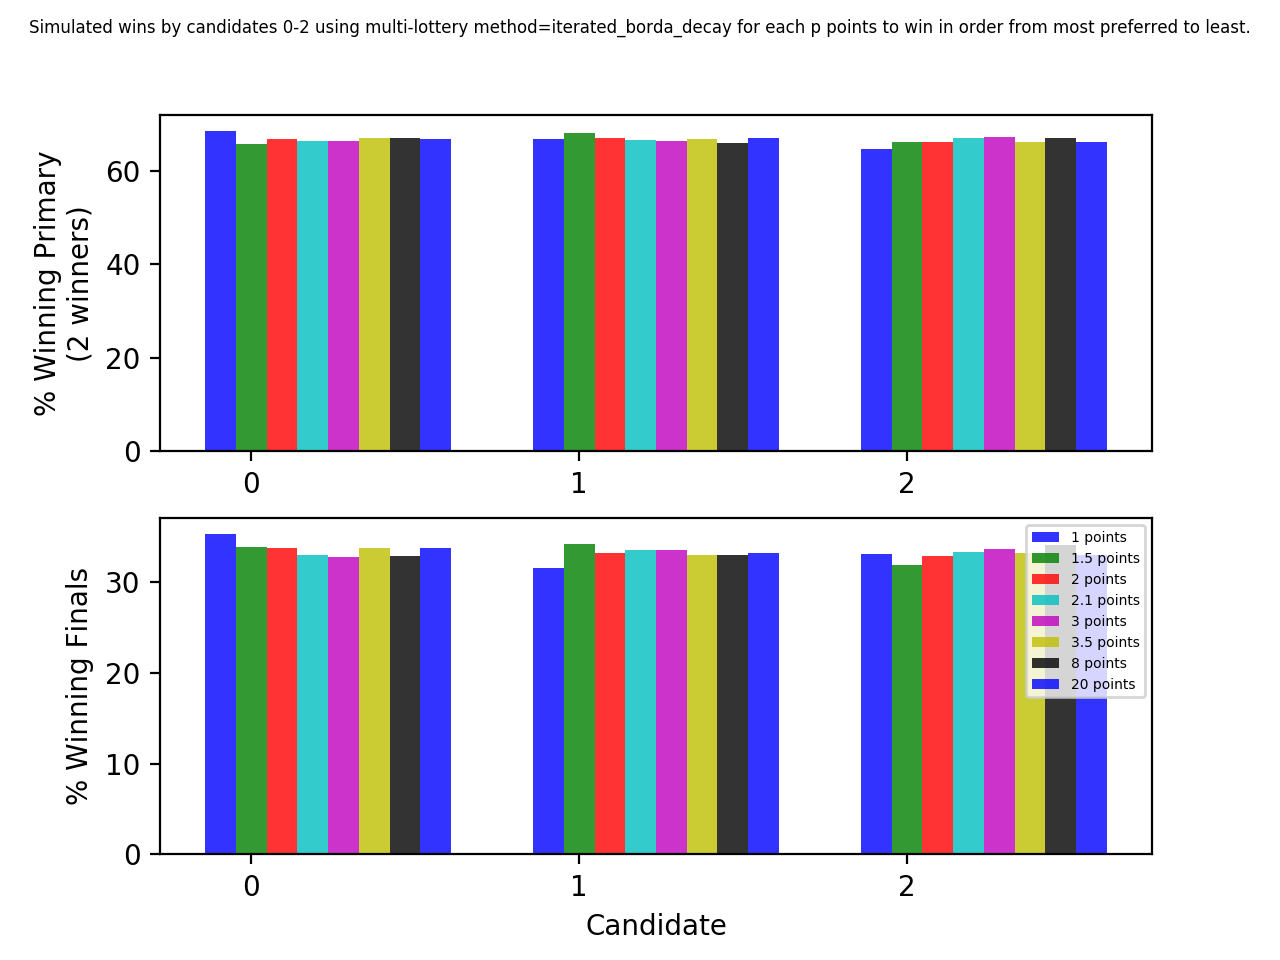 Simulated wins by candidates 0-2 using multi-lottery method=iterated_borda_decay for each p points to win in order from most preferred to least.
% Winning Primary
(2 winners)
60
40
20
0
0 1 2
% Winning Finals
30
20
10
0
1 points
1.5 points
2 points
2.1 points
3 points
3.5 points
8 points
20 points
0 1 2
Candidate